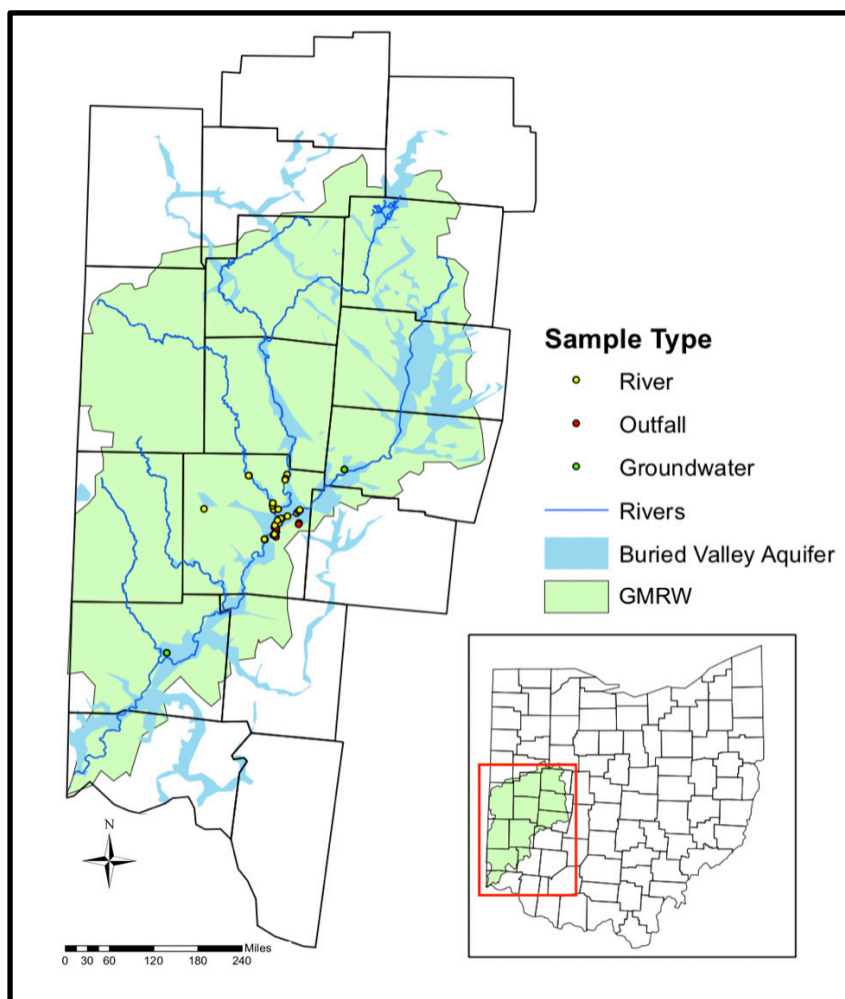 Sample Type
River
Outfall
Groundwater
Rivers
Buried Valley Aquifer
GMRW
N
Miles
0 30 60 120 180 240